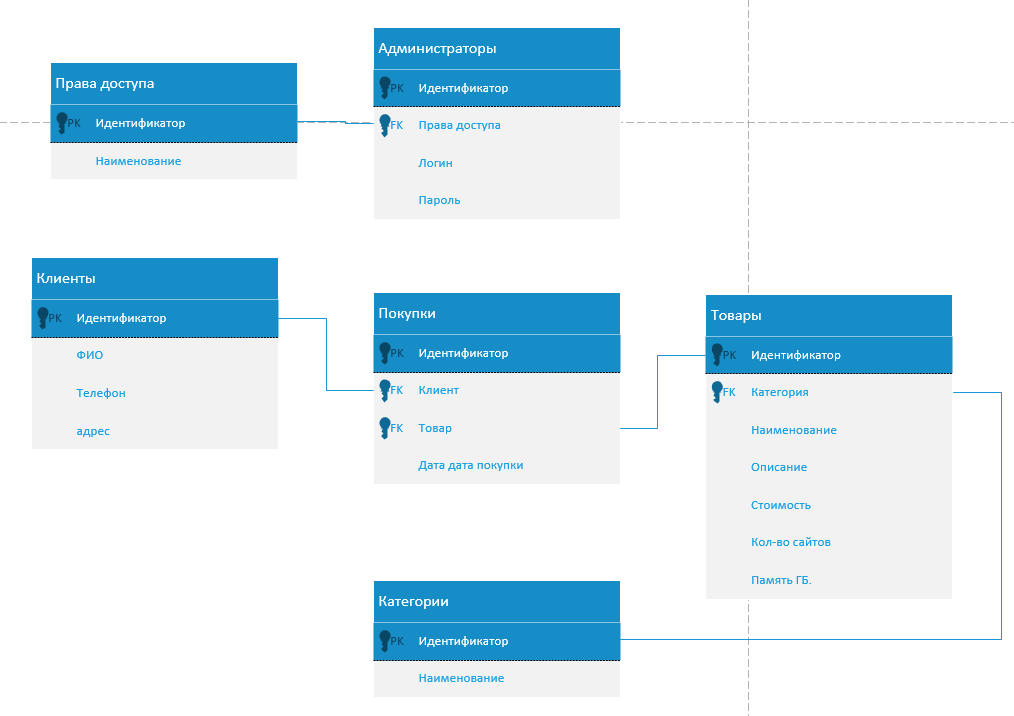 Права доступа
PK Идентификатор
Наименование
Администраторы
PK Идентификатор
FK Права доступа
Логин
Пароль
Клиенты
PK Идентификатор
ФИО
Телефон
адрес
Покупки
PK Идентификатор
FK Клиент
FK Товар
Дата дата покупки
Товары
PK Идентификатор
FK Категория
Наименование
Описание
Стоимость
Кол-во сайтов
Память ГБ.
Категории
PK Идентификатор
Наименование